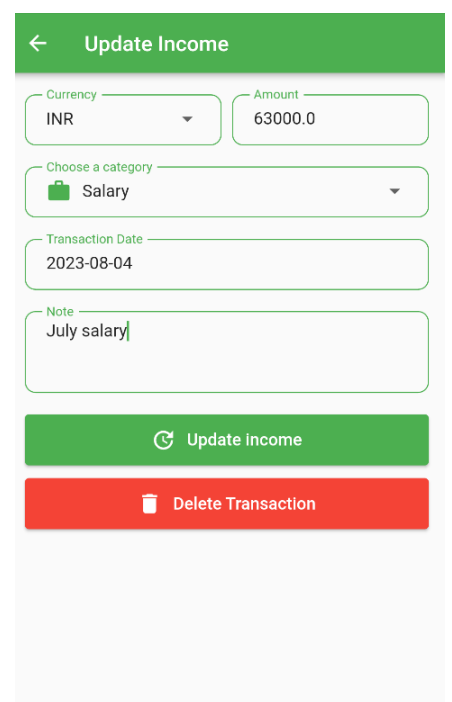 Update Income
Currency
Amount
INR
63000.0
Choose a category
Salary
Transaction Date
2023-08-04
Note
July salary
Update income
Delete Transaction